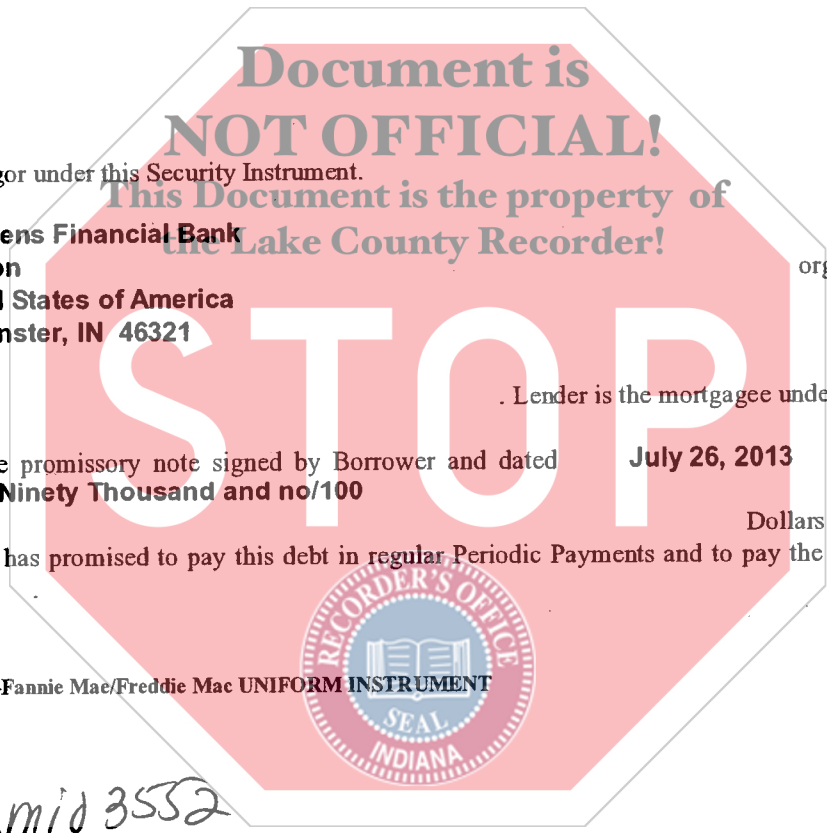 Document is
NOT OFFICIAL!
gor under this Security Instrument.
This Document is the property of
ens Financial Bank
the Lake County Recorder!
on
org
d States of America
nster, IN 46321
STOP
. Lender is the mortgagee unde
e promissory note signed by Borrower and dated July 26, 2013
Ninety Thousand and no/100
Dollars
has promised to pay this debt in regular Periodic Payments and to pay the
RECORDER'S OFFICE
-Fannie Mae/Freddie Mac UNIFORM INSTRUMENT
SEAL
INDIANA
mid 3552